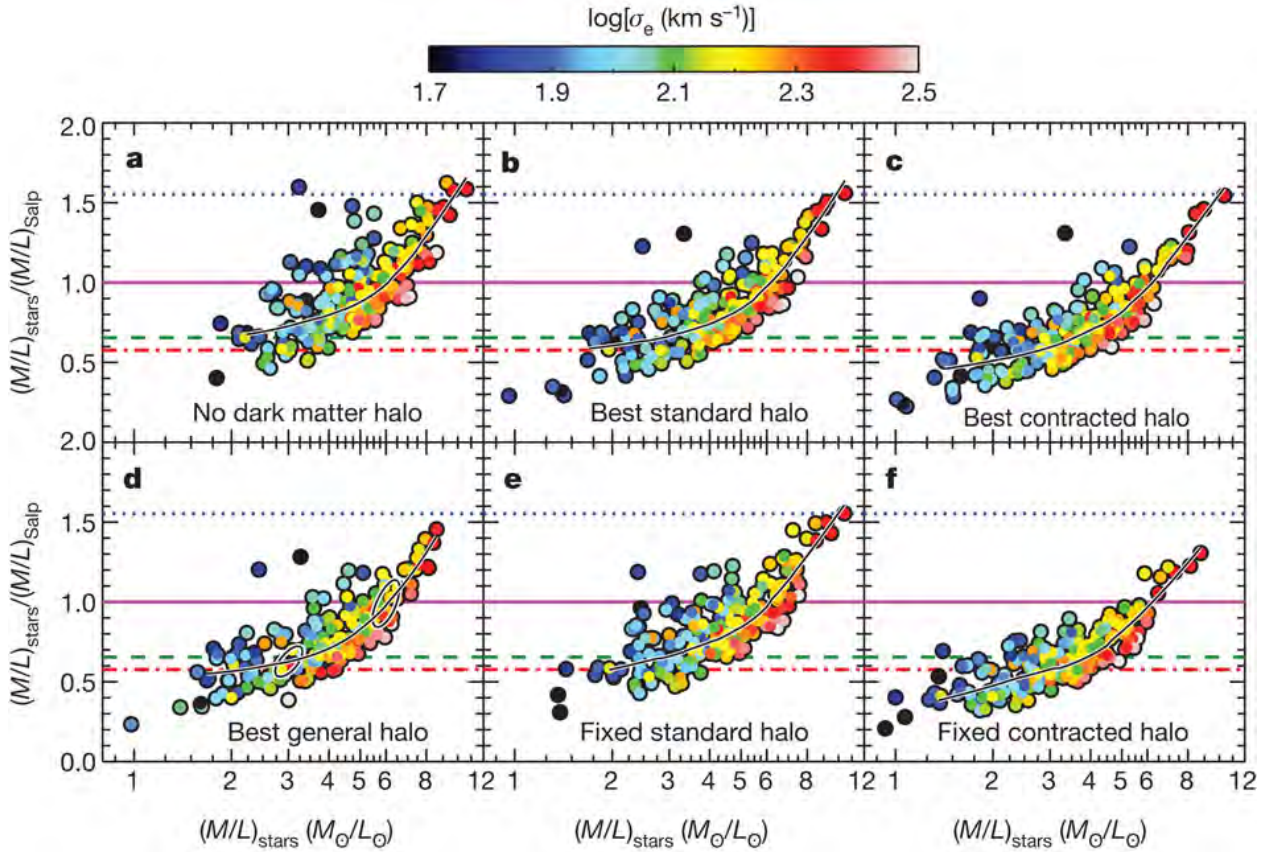 log[σe (km s−1)]
1.7 1.9 2.1 2.3 2.5
(M/L)stars/(M/L)Salp
2.0
1.5
1.0
0.5
2.0
a
No dark matter halo
b
Best standard halo
c
Best contracted halo
(M/L)stars/(M/L)Salp
1.5
1.0
0.5
0.0
d
Best general halo
e
Fixed standard halo
f
Fixed contracted halo
1 2 3 4 5 6 8 12 1 2 3 4 5 6 8 12 1 2 3 4 5 6 8 12
(M/L)stars (M⊙/L⊙) (M/L)stars (M⊙/L⊙) (M/L)stars (M⊙/L⊙)